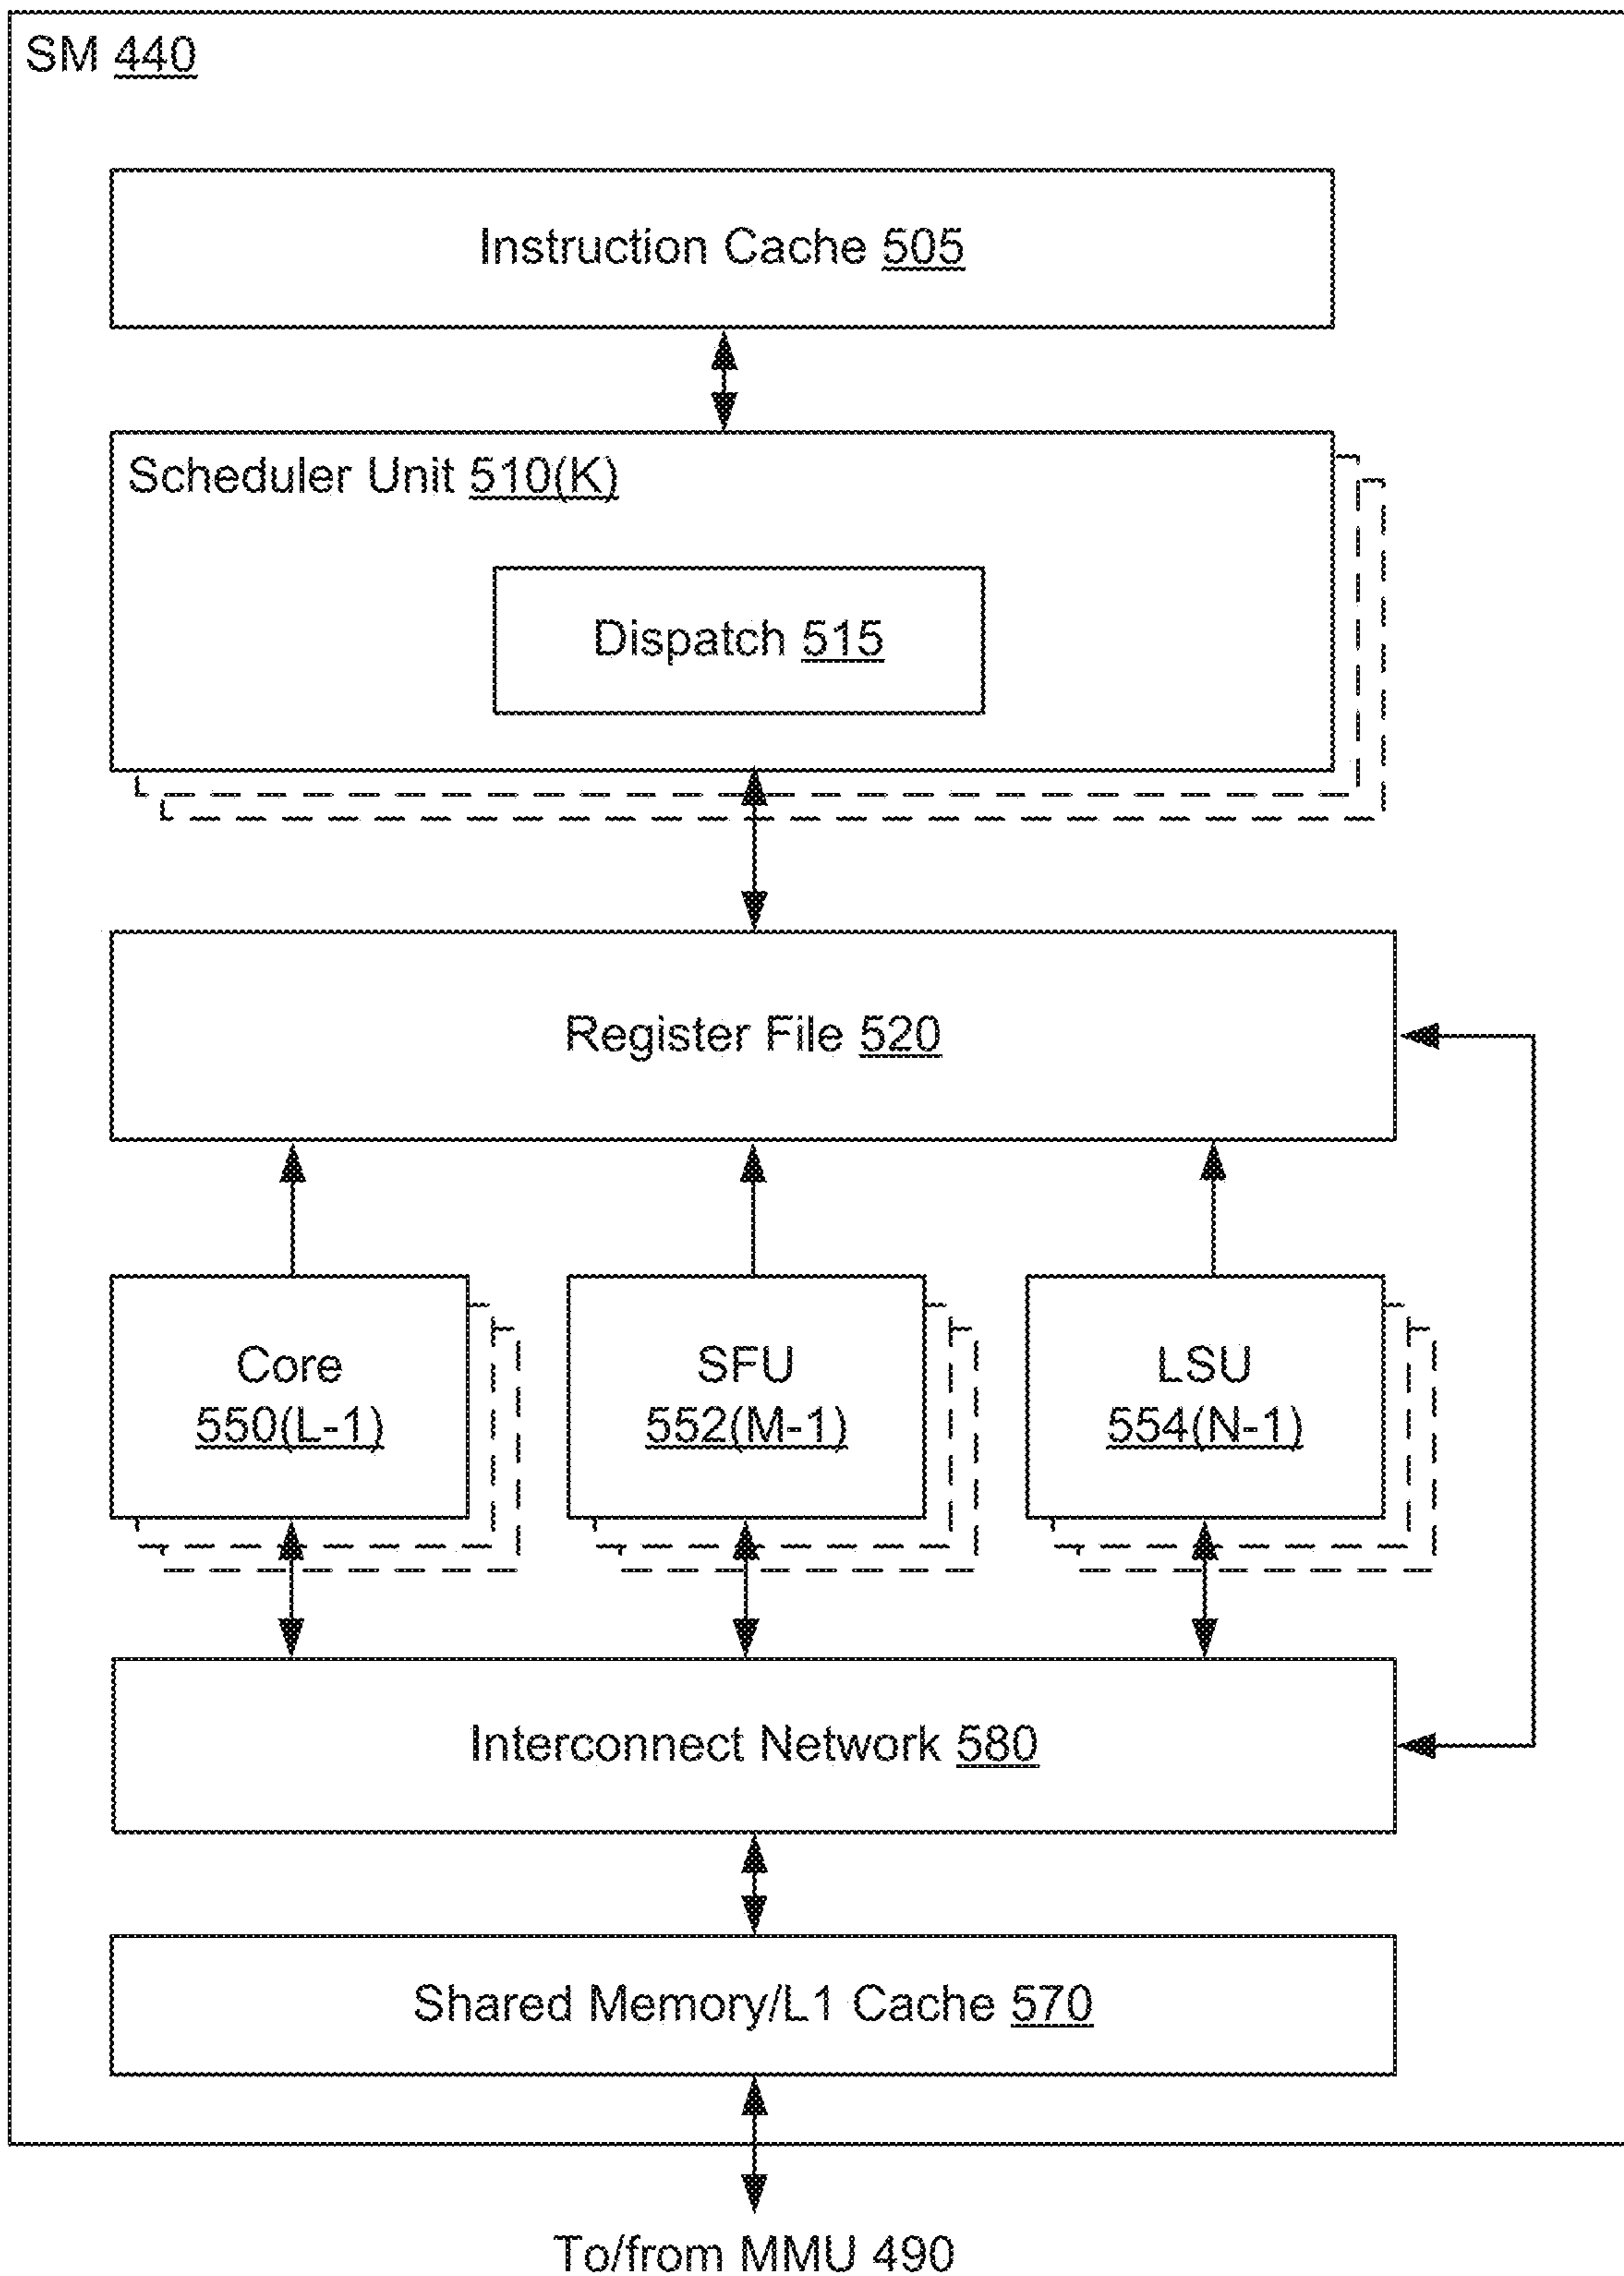 SM 440
Instruction Cache 505
Scheduler Unit 510(K)
Dispatch 515
Register File 520
Core
550(L-1)
SFU
552(M-1)
LSU
554(N-1)
Interconnect Network 580
Shared Memory/L1 Cache 570
To/from MMU 490